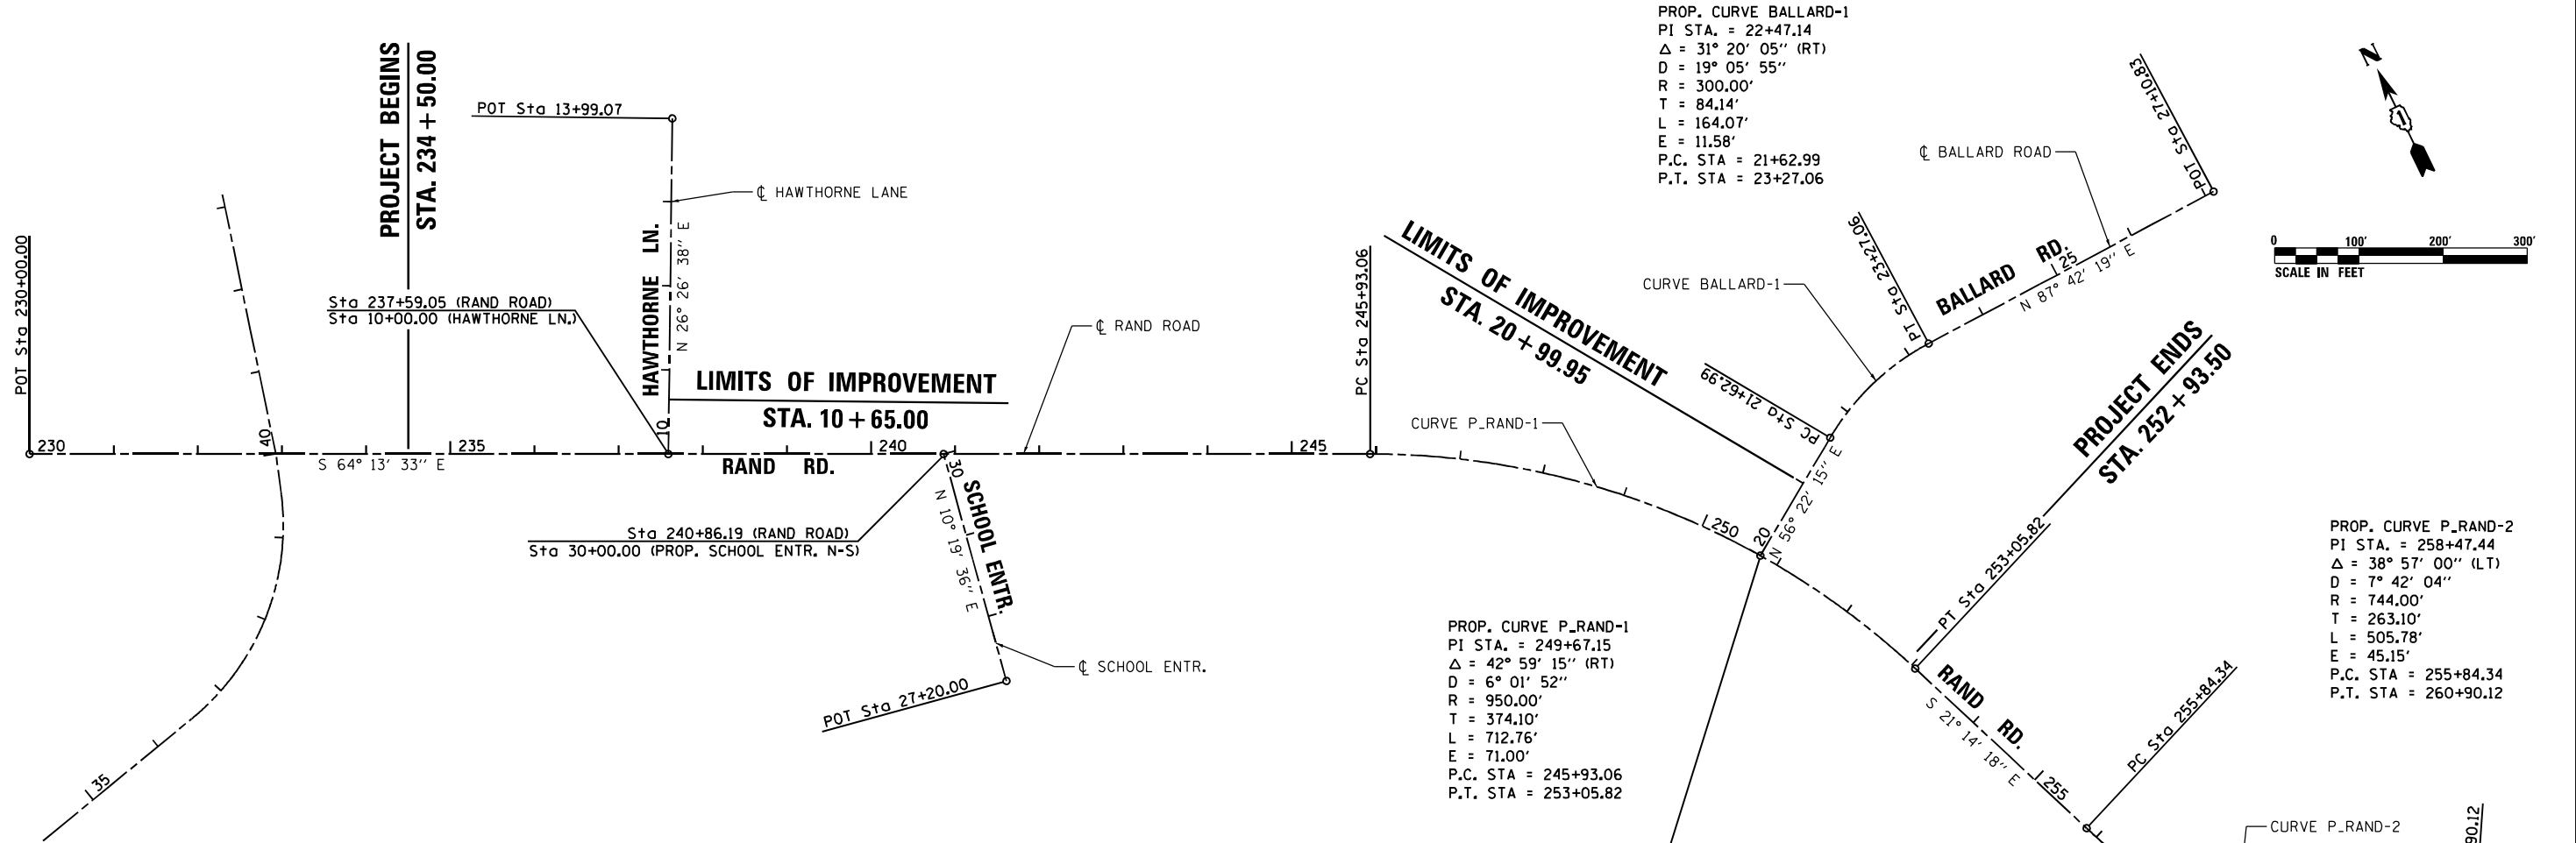 PROP. CURVE BALLARD-1
PI STA. = 22+47.14
Δ = 31° 20' 05" (RT)
D = 19° 05' 55"
R = 300.00'
T = 84.14'
L = 164.07'
E = 11.58'
P.C. STA = 21+62.99
P.T. STA = 23+27.06
N
1
0 100' 200' 300'
SCALE IN FEET
PROJECT BEGINS
STA. 234 + 50.00
POT Sta 13+99.07
℄ HAWTHORNE LANE
HAWTHORNE LN.
N 26° 26' 38" E
POT Sta 230+00.00
Sta 237+59.05 (RAND ROAD)
Sta 10+00.00 (HAWTHORNE LN.)
LIMITS OF IMPROVEMENT
STA. 10 + 65.00
10
230
40
235
240
245
S 64° 13' 33" E
RAND RD.
℄ RAND ROAD
PC Sta 245+93.06
CURVE P_RAND-1
LIMITS OF IMPROVEMENT
STA. 20 + 99.95
CURVE BALLARD-1
℄ BALLARD ROAD
POT Sta 27+10.83
PT Sta 23+27.06
BALLARD RD.
25
N 87° 42' 19" E
PC Sta 21+62.99
N 56° 22' 15" E
20
250
PROJECT ENDS
STA. 252 + 93.50
PT Sta 253+05.82
Sta 240+86.19 (RAND ROAD)
Sta 30+00.00 (PROP. SCHOOL ENTR. N-S)
30
SCHOOL ENTR.
N 10° 19' 36" E
℄ SCHOOL ENTR.
POT Sta 27+20.00
35
PROP. CURVE P_RAND-1
PI STA. = 249+67.15
Δ = 42° 59' 15" (RT)
D = 6° 01' 52"
R = 950.00'
T = 374.10'
L = 712.76'
E = 71.00'
P.C. STA = 245+93.06
P.T. STA = 253+05.82
RAND RD.
S 21° 14' 18" E
255
PC Sta 255+84.34
PROP. CURVE P_RAND-2
PI STA. = 258+47.44
Δ = 38° 57' 00" (LT)
D = 7° 42' 04"
R = 744.00'
T = 263.10'
L = 505.78'
E = 45.15'
P.C. STA = 255+84.34
P.T. STA = 260+90.12
CURVE P_RAND-2
90.12